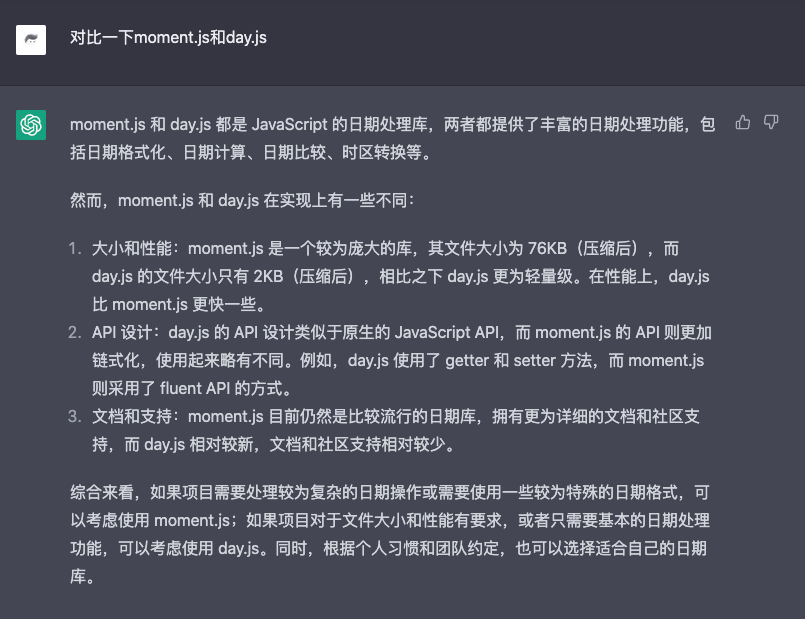 对比一下moment.js和day.js
moment.js 和 day.js 都是 JavaScript 的日期处理库，两者都提供了丰富的日期处理功能，包
括日期格式化、日期计算、日期比较、时区转换等。
然而，moment.js 和 day.js 在实现上有一些不同：
1. 大小和性能：moment.js 是一个较为庞大的库，其文件大小为 76KB（压缩后），而
day.js 的文件大小只有 2KB（压缩后），相比之下 day.js 更为轻量级。在性能上，day.js
比 moment.js 更快一些。
2. API 设计：day.js 的 API 设计类似于原生的 JavaScript API，而 moment.js 的 API 则更加
链式化，使用起来略有不同。例如，day.js 使用了 getter 和 setter 方法，而 moment.js
则采用了 fluent API 的方式。
3. 文档和支持：moment.js 目前仍然是比较流行的日期库，拥有更为详细的文档和社区支
持，而 day.js 相对较新，文档和社区支持相对较少。
综合来看，如果项目需要处理较为复杂的日期操作或需要使用一些较为特殊的日期格式，可
以考虑使用 moment.js；如果项目对于文件大小和性能有要求，或者只需要基本的日期处理
功能，可以考虑使用 day.js。同时，根据个人习惯和团队约定，也可以选择适合自己的日期
库。